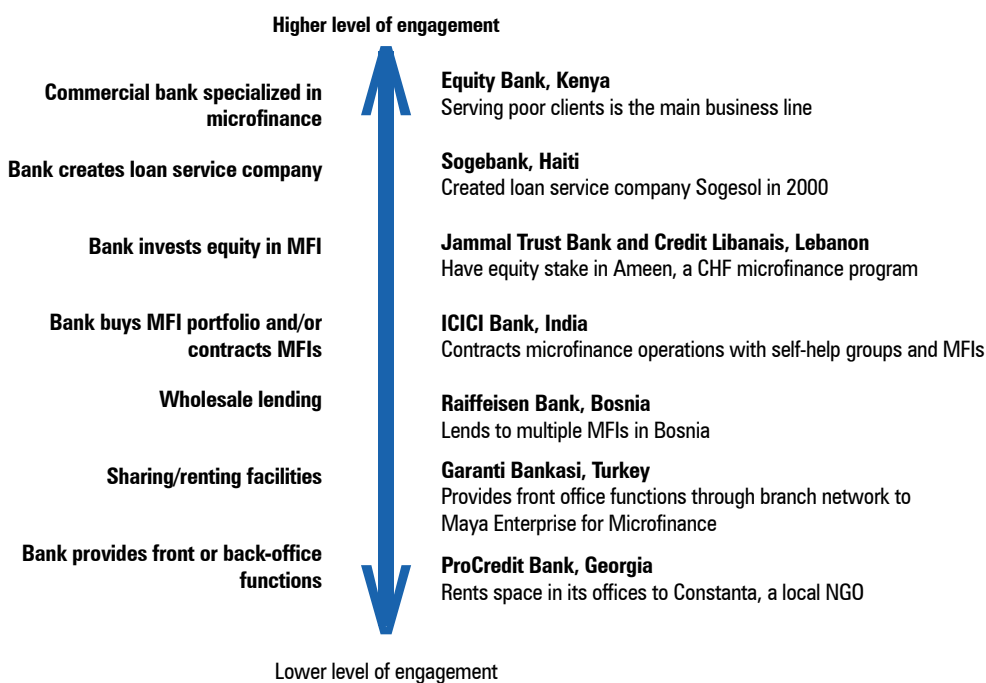 Higher level of engagement
Commercial bank specialized in
microfinance
Equity Bank, Kenya
Serving poor clients is the main business line
Bank creates loan service company
Sogebank, Haiti
Created loan service company Sogesol in 2000
Bank invests equity in MFI
Jammal Trust Bank and Credit Libanais, Lebanon
Have equity stake in Ameen, a CHF microfinance program
Bank buys MFI portfolio and/or
contracts MFIs
ICICI Bank, India
Contracts microfinance operations with self-help groups and MFIs
Wholesale lending
Raiffeisen Bank, Bosnia
Lends to multiple MFIs in Bosnia
Sharing/renting facilities
Garanti Bankasi, Turkey
Provides front office functions through branch network to
Maya Enterprise for Microfinance
Bank provides front or back-office
functions
ProCredit Bank, Georgia
Rents space in its offices to Constanta, a local NGO
Lower level of engagement